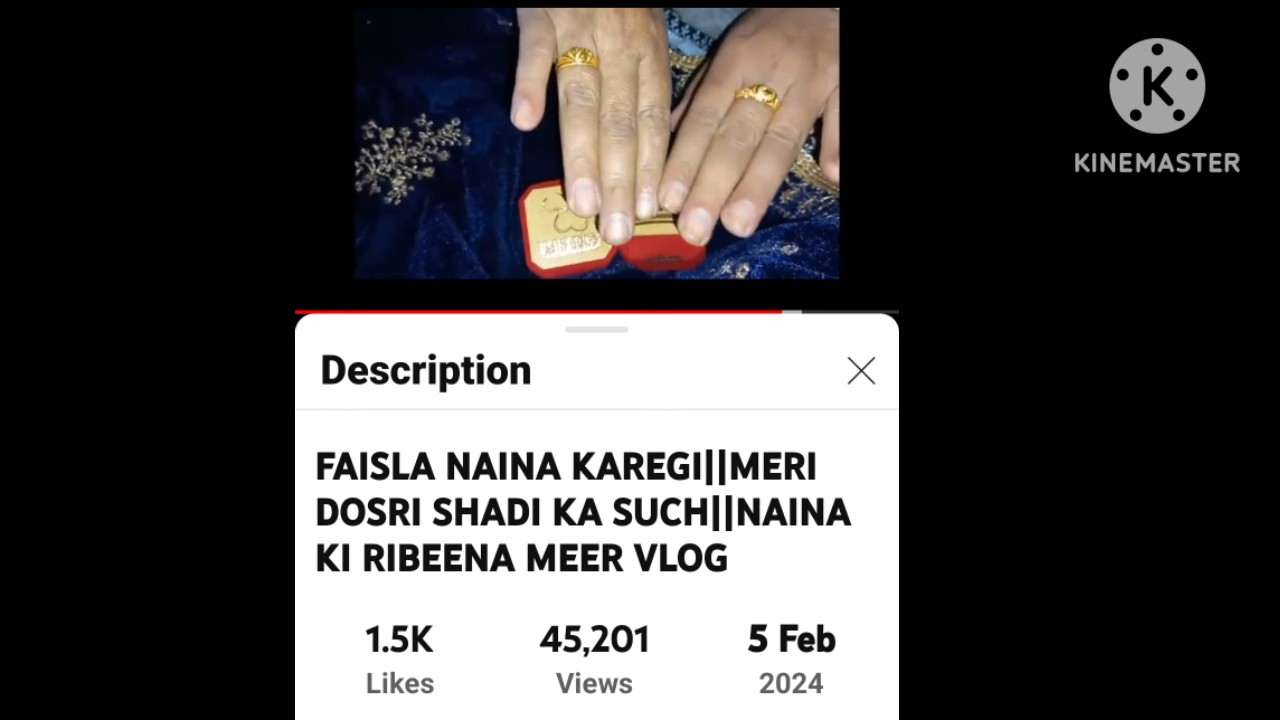 KINEMASTER
Description
FAISLA NAINA KAREGI||MERI
DOSRI SHADI KA SUCH||NAINA
KI RIBEENA MEER VLOG
1.5K 45,201 5 Feb
Likes Views 2024